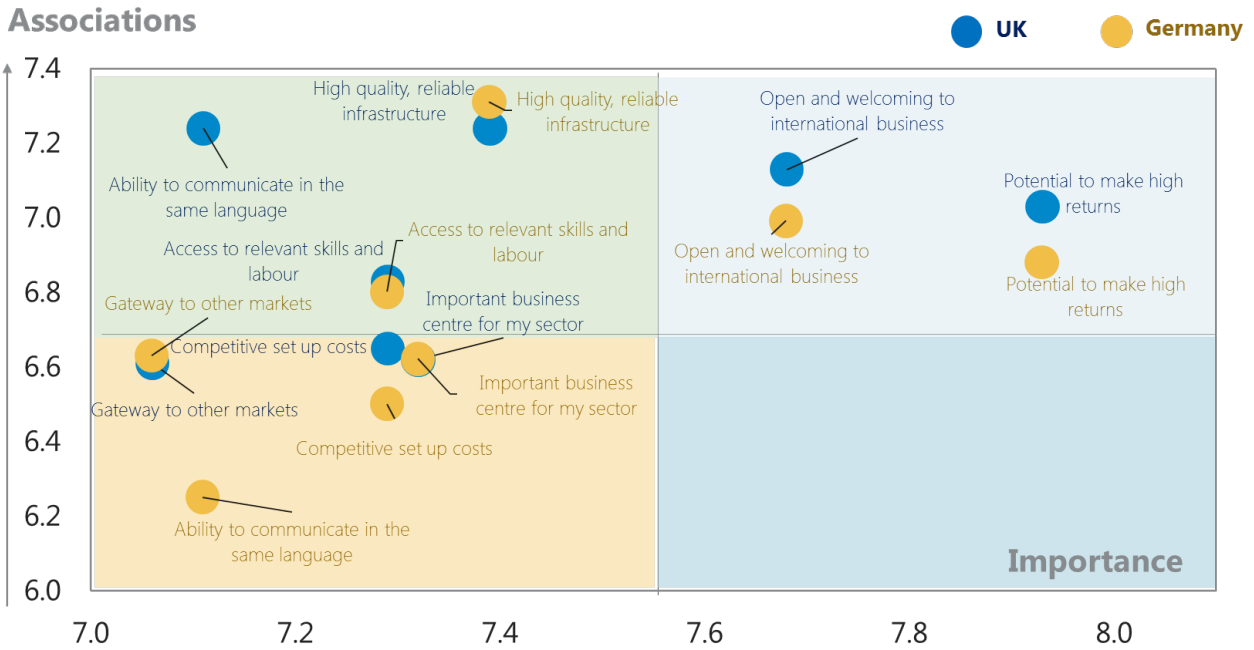 Associations
UK
Germany
7.4
High quality, reliable
infrastructure
High quality, reliable
infrastructure
Open and welcoming to
international business
7.2
Ability to communicate in the
same language
Potential to make high
returns
7.0
Access to relevant skills and
labour
Access to relevant skills and
labour
Open and welcoming to
international business
6.8
Gateway to other markets
Important business
centre for my sector
Potential to make high
returns
Competitive set up costs
6.6
Gateway to other markets
Important business
centre for my sector
6.4
Competitive set up costs
6.2
Ability to communicate in the
same language
Importance
6.0
7.0
7.2
7.4
7.6
7.8
8.0